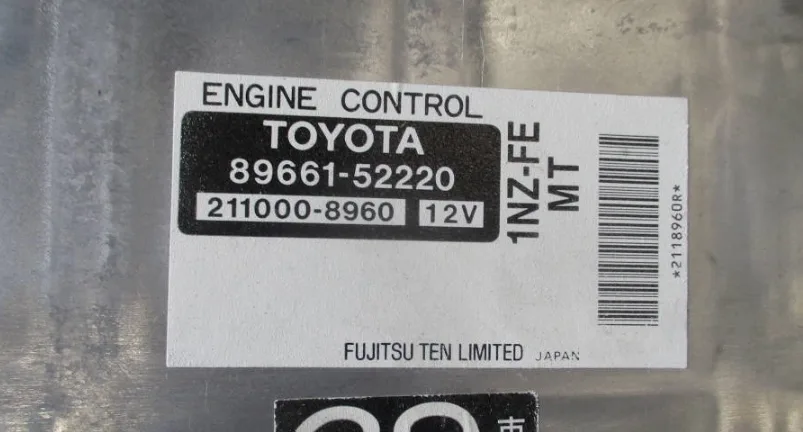 ENGINE CONTROL
TOYOTA
89661-52220
211000-8960 12V
1NZ-FE
MT
*2118960R*
FUJITSU TEN LIMITED JAPAN